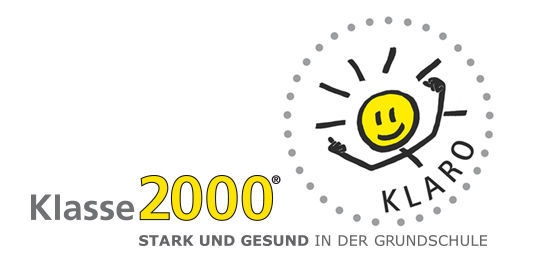 KLARO
Klasse2000®
STARK UND GESUND IN DER GRUNDSCHULE